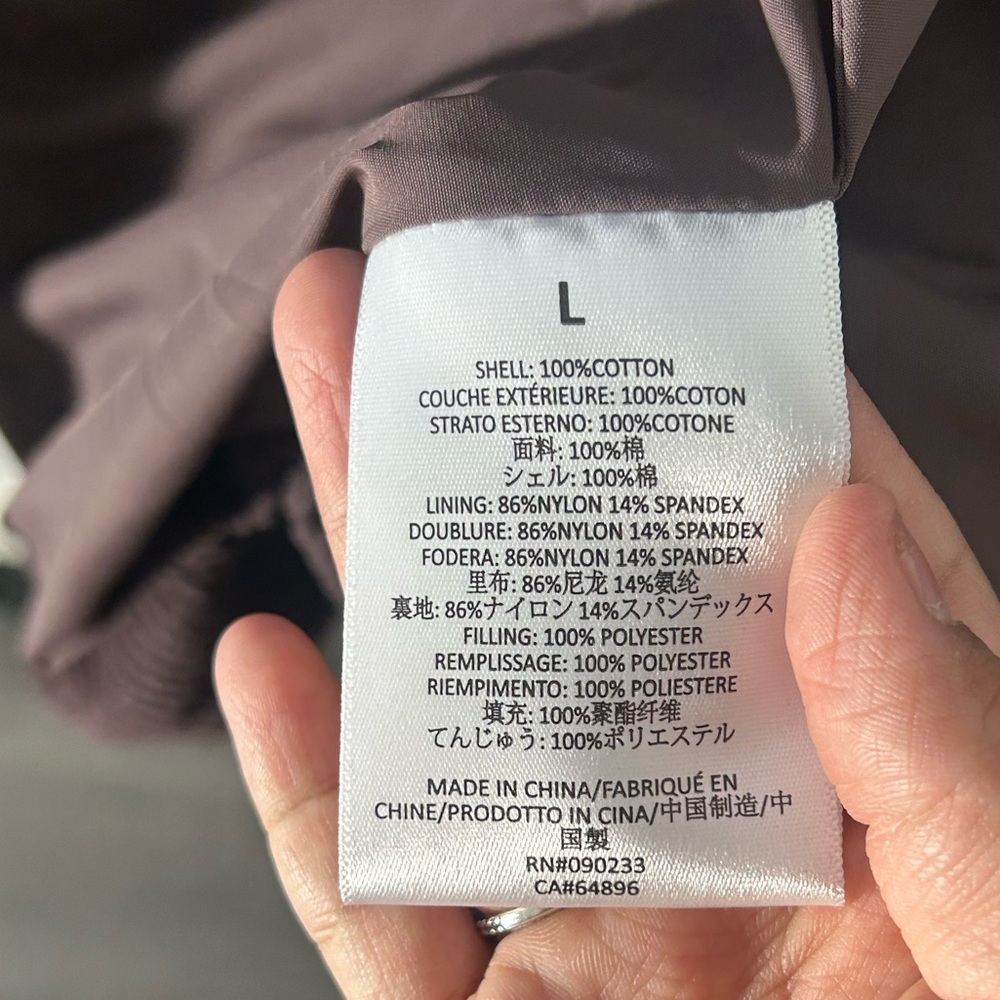 L
SHELL: 100%COTTON
COUCHE EXTÉRIEURE: 100%COTON
STRATO ESTERNO: 100%COTONE
面料: 100%棉
シェル: 100%棉
LINING: 86%NYLON 14% SPANDEX
DOUBLURE: 86%NYLON 14% SPANDEX
FODERA: 86%NYLON 14% SPANDEX
里布: 86%尼龙 14%氨纶
裏地: 86%ナイロン 14%スパンデックス
FILLING: 100% POLYESTER
REMPLISSAGE: 100% POLYESTER
RIEMPIMENTO: 100% POLIESTERE
填充: 100%聚酯纤维
てんじゅう: 100%ポリエステル
MADE IN CHINA/FABRIQUÉ EN
CHINE/PRODOTTO IN CINA/中国制造/中
国製
RN#090233
CA#64896